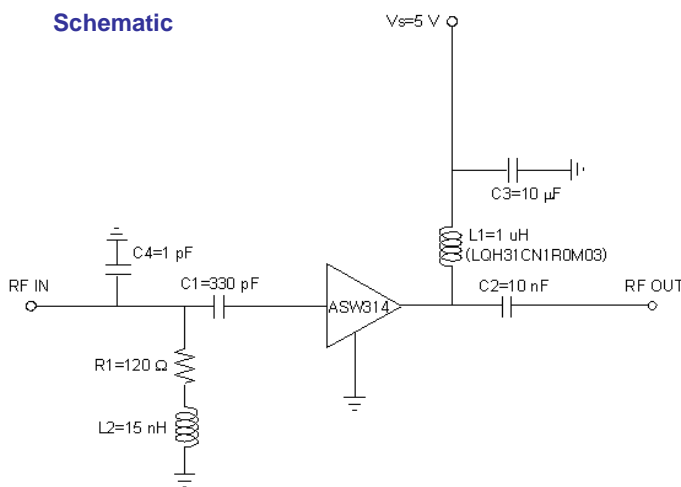 Schematic
Vs=5 V
C3=10 µF
L1=1 uH
(LQH31CN1R0M03)
C4=1 pF
RF IN
C1=330 pF
ASW314
C2=10 nF
RF OUT
R1=120 Ω
L2=15 nH